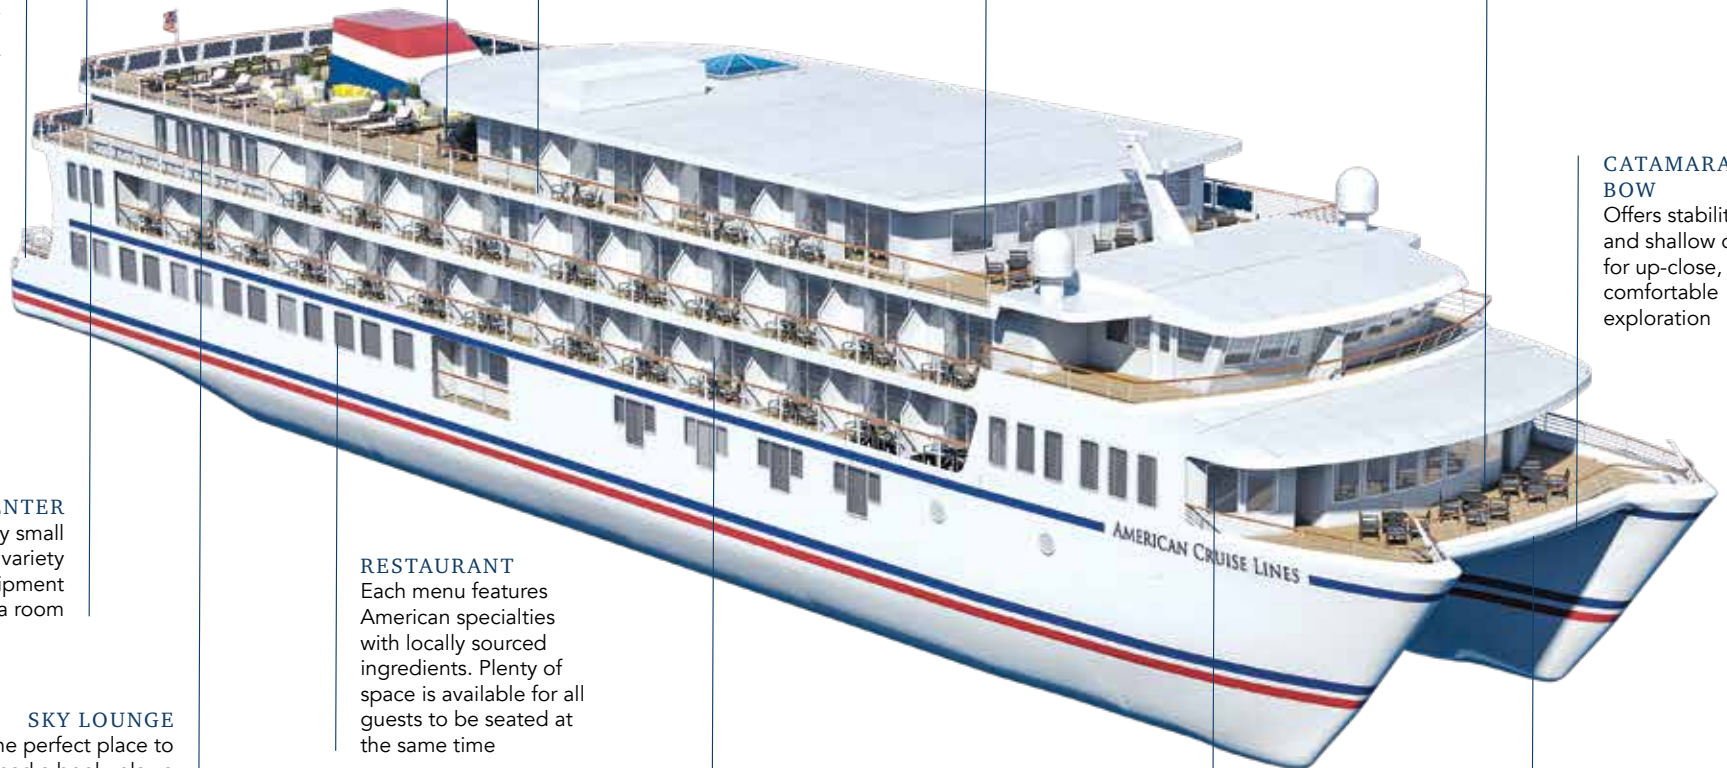 CATAMARA
BOW
Offers stabilit
and shallow
for up-close,
comfortable
exploration
AMERICAN CRUISE LINES
ENTER
y small
variety
ipment
a room
RESTAURANT
Each menu features
American specialties
with locally sourced
ingredients. Plenty of
space is available for all
guests to be seated at
the same time
SKY LOUNGE
he perfect place to